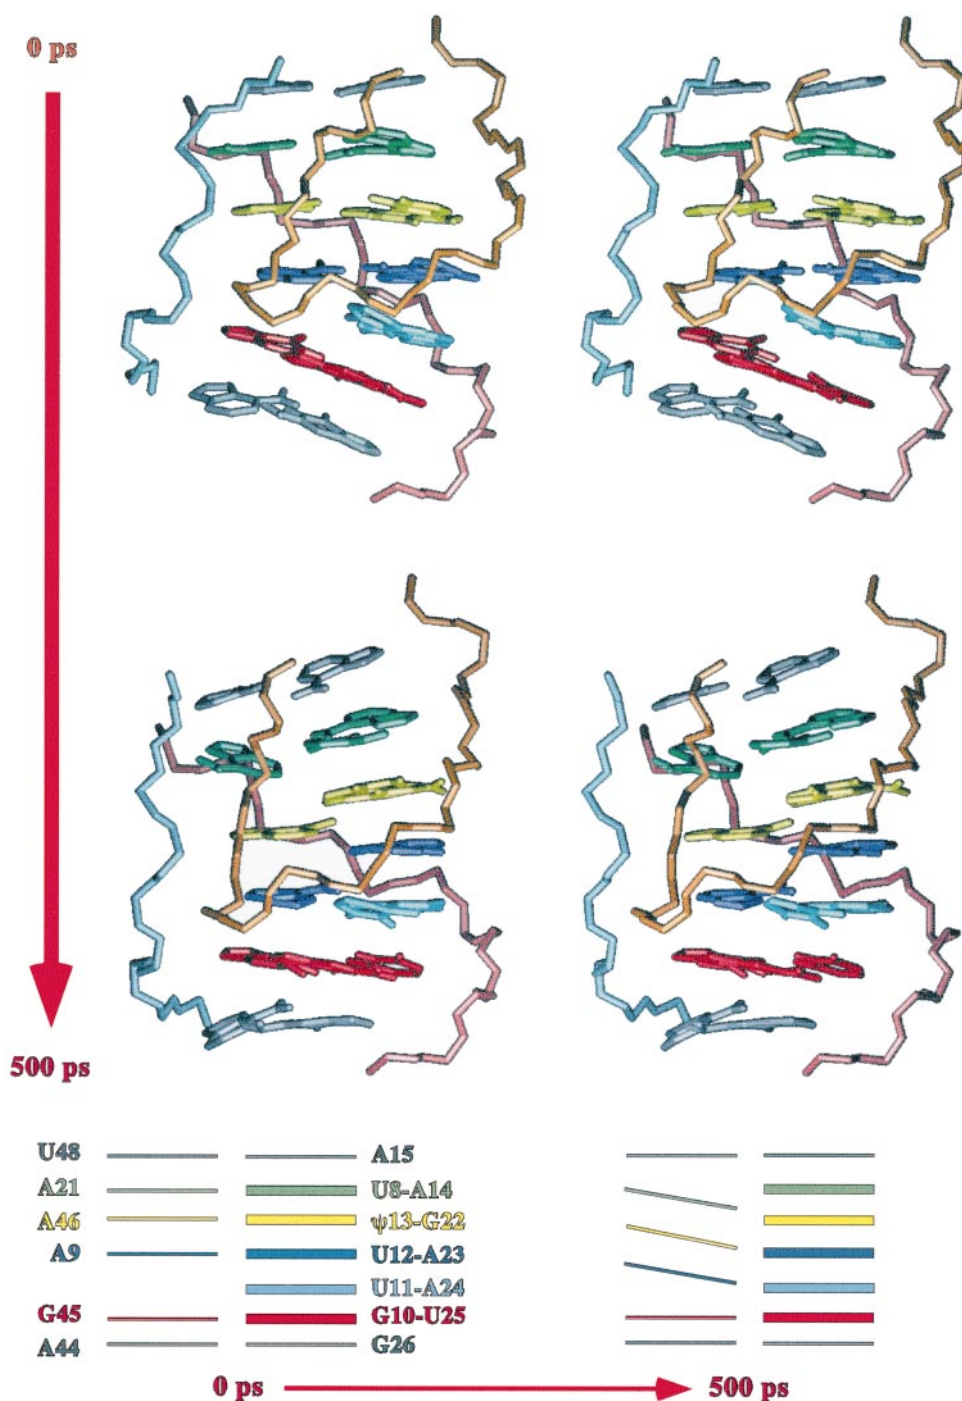 0 ps
500 ps
U48 A15
A21 U8-A14
A46 ψ13-G22
A9 U12-A23
U11-A24
G45 G10-U25
A44 G26
0 ps 500 ps